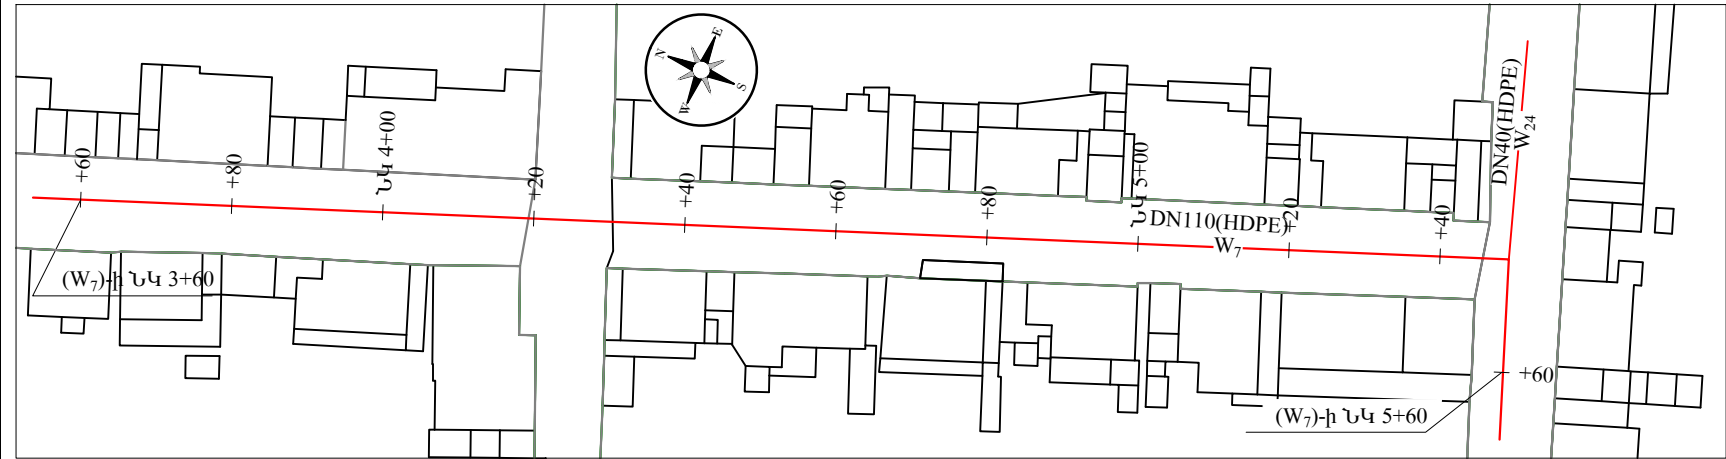 E
N
S
W
+60
+80
ՆԿ 4+00
+20
+40
+60
+80
ՆԿ 5+00
+20
+40
DN110(HDPE)
W₇
DN40(HDPE)
W₂₄
(W₇)-ի ՆԿ 3+60
+60
(W₇)-ի ՆԿ 5+60